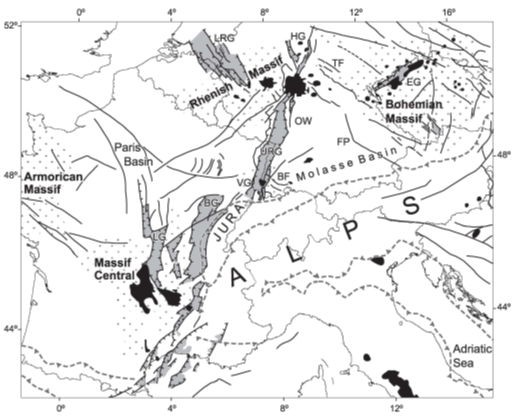 0° 4° 8° 12° 16°
52°
LRG
HG
TF
Rhenish Massif
EG
Bohemian
Massif
OW
FP
Paris
Basin
URG
Molasse Basin
48°
BF
VG
Armorican
Massif
48°
BG
JURA
LG
ALPS
Massif
Central
44°
44°
Adriatic
Sea
0° 4° 8° 12°